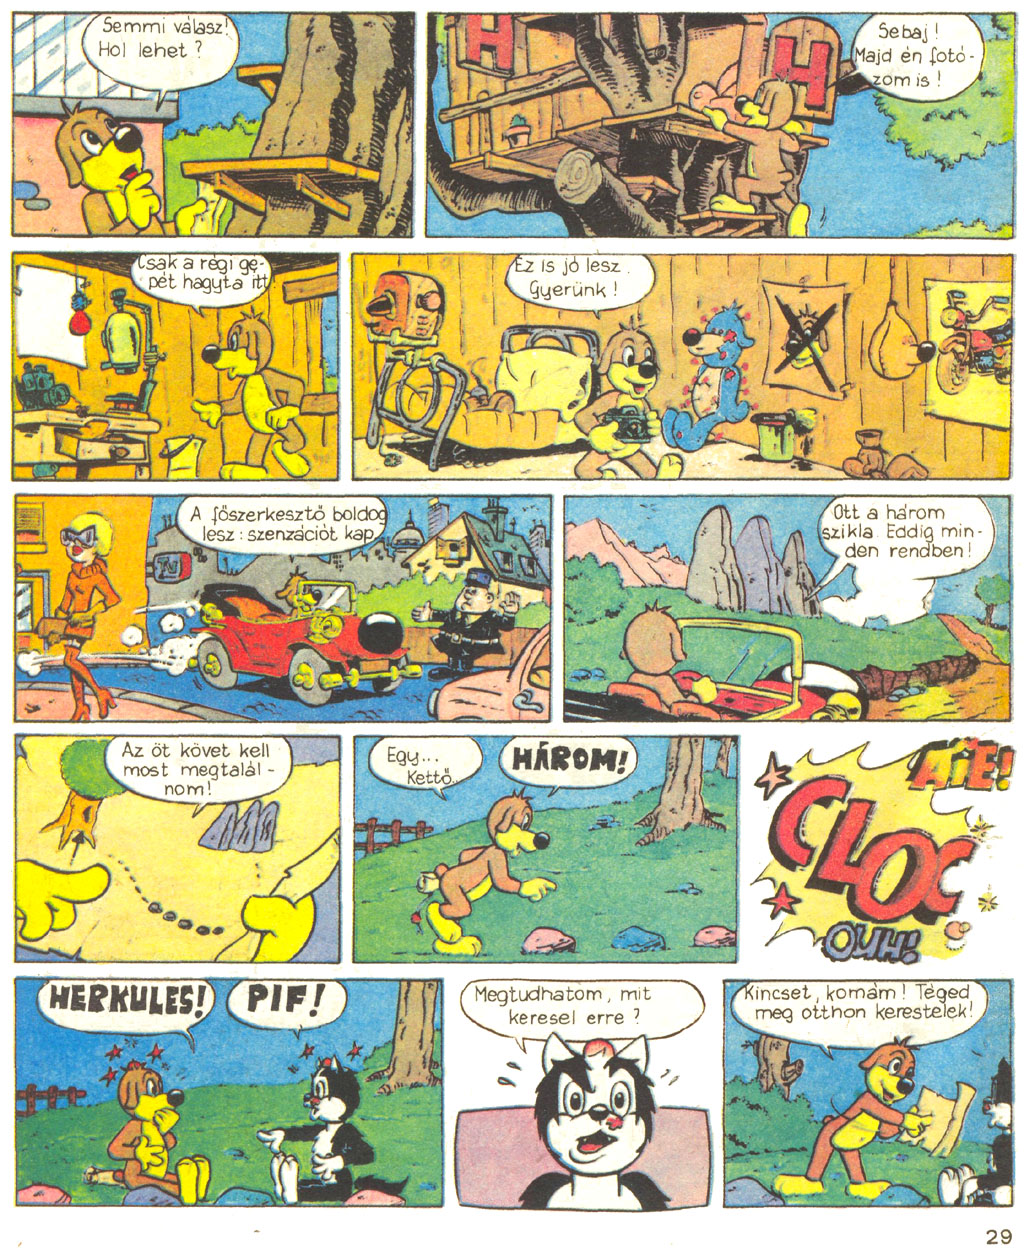 Semmi válasz!
Hol lehet?
H
H
Sebaj!
Majd én fotó-
zom is!
Csak a régi gé-
pét hagyta itt!
Ez is jó lesz.
Gyerünk!
A főszerkesztő boldog
lesz: szenzációt kap.
TV
Ott a három
szikla. Eddig min-
den rendben!
Az öt követ kell
most megtalál-
nom!
Egy...
Kettő...
HÁROM!
AÏE!
CLOC
OUH!
HERKULES!
PIF!
Megtudhatom, mit
keresel erre?
Kincset, komám! Téged
meg otthon kerestelek!
29